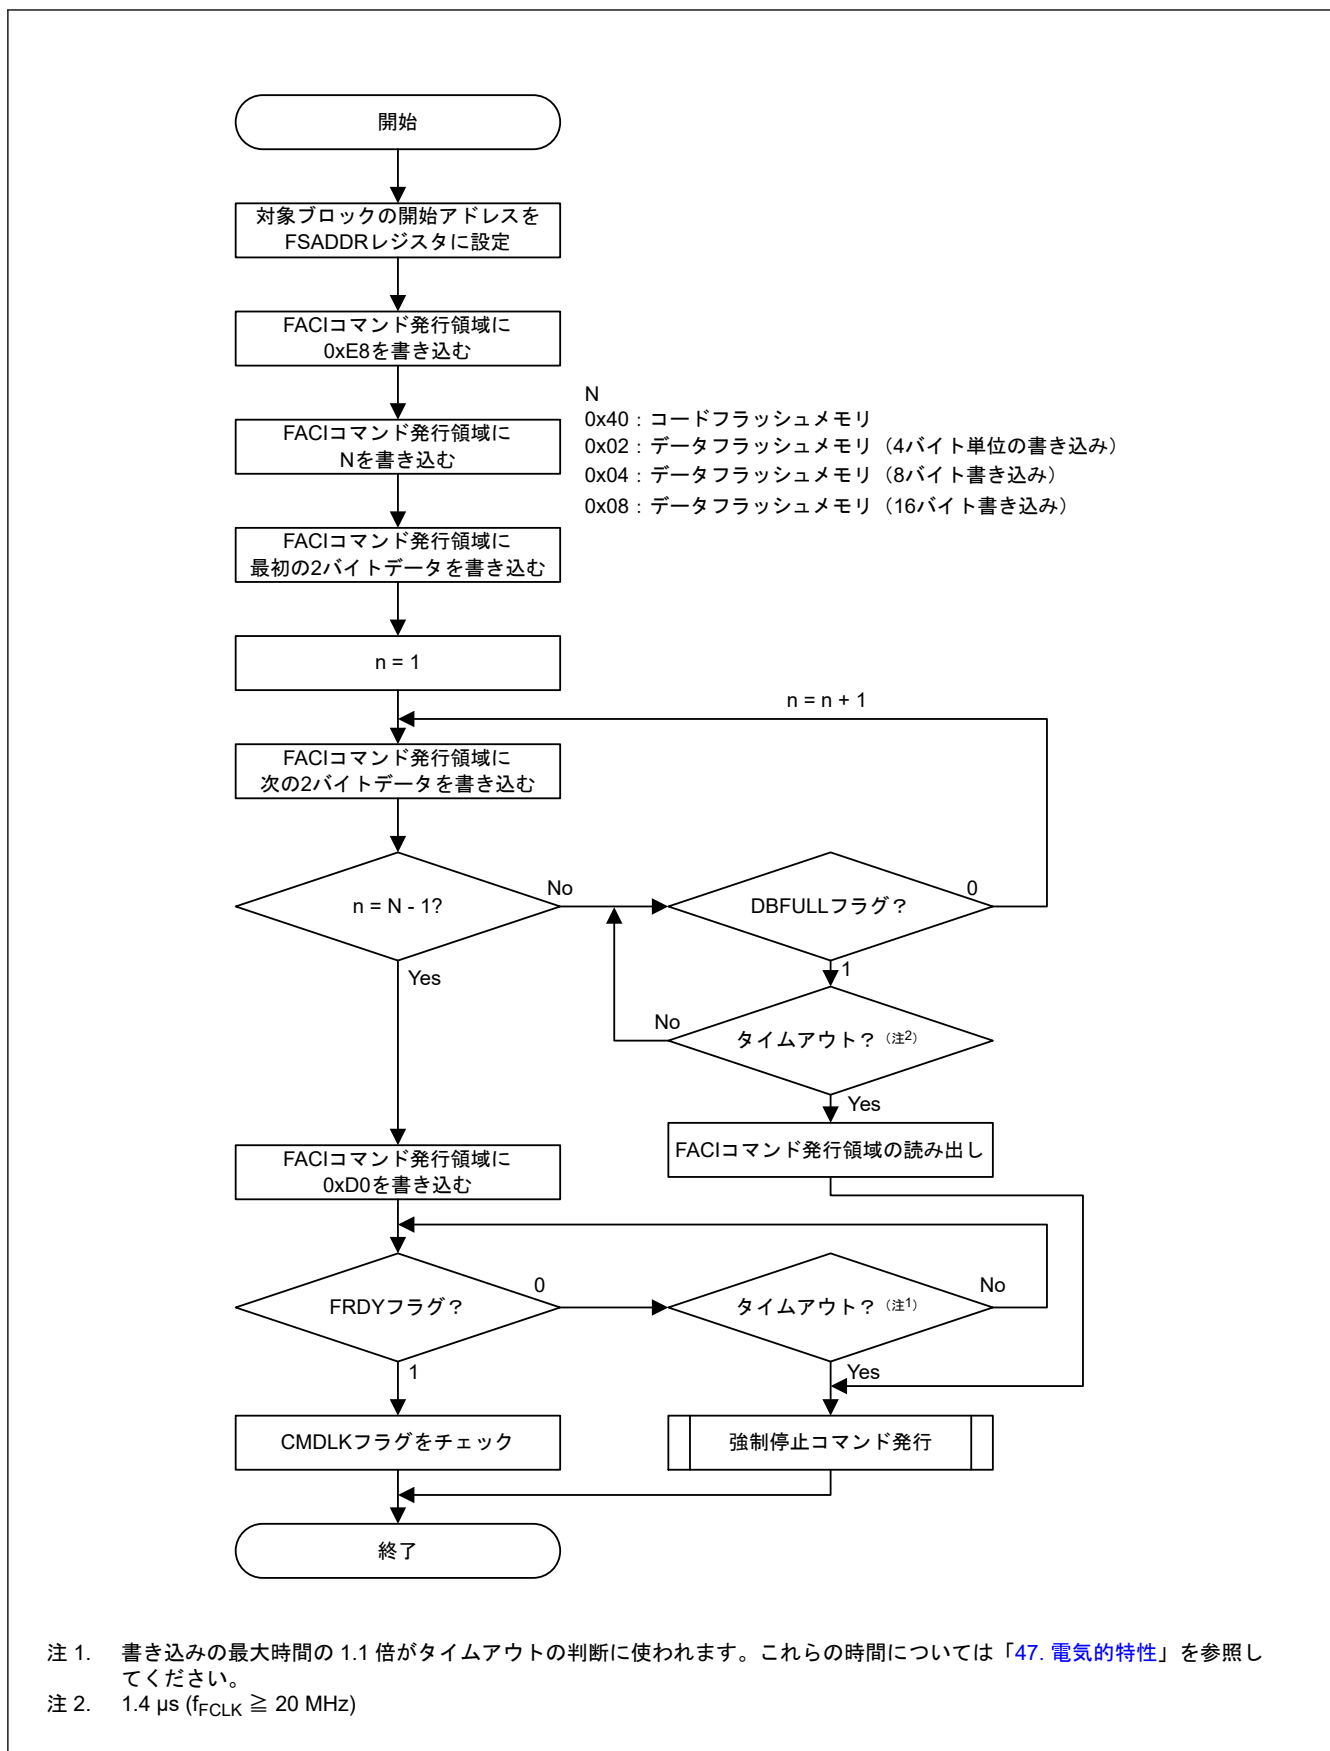 開始
対象ブロックの開始アドレスを
FSADDRレジスタに設定
FACIコマンド発行領域に
0xE8を書き込む
FACIコマンド発行領域に
Nを書き込む
N
0x40：コードフラッシュメモリ
0x02：データフラッシュメモリ（4バイト単位の書き込み）
0x04：データフラッシュメモリ（8バイト書き込み）
0x08：データフラッシュメモリ（16バイト書き込み）
FACIコマンド発行領域に
最初の2バイトデータを書き込む
n = 1
n = n + 1
FACIコマンド発行領域に
次の2バイトデータを書き込む
n = N - 1?
No
DBFULLフラグ？
0
Yes
1
No
タイムアウト？（注2）
Yes
FACIコマンド発行領域の読み出し
FACIコマンド発行領域に
0xD0を書き込む
FRDYフラグ？
0
タイムアウト？（注1）
No
1
Yes
CMDLKフラグをチェック
強制停止コマンド発行
終了
注 1. 書き込みの最大時間の 1.1 倍がタイムアウトの判断に使われます。これらの時間については「47. 電気的特性」を参照し
てください。
注 2. 1.4 μs (fFCLK ≧ 20 MHz)